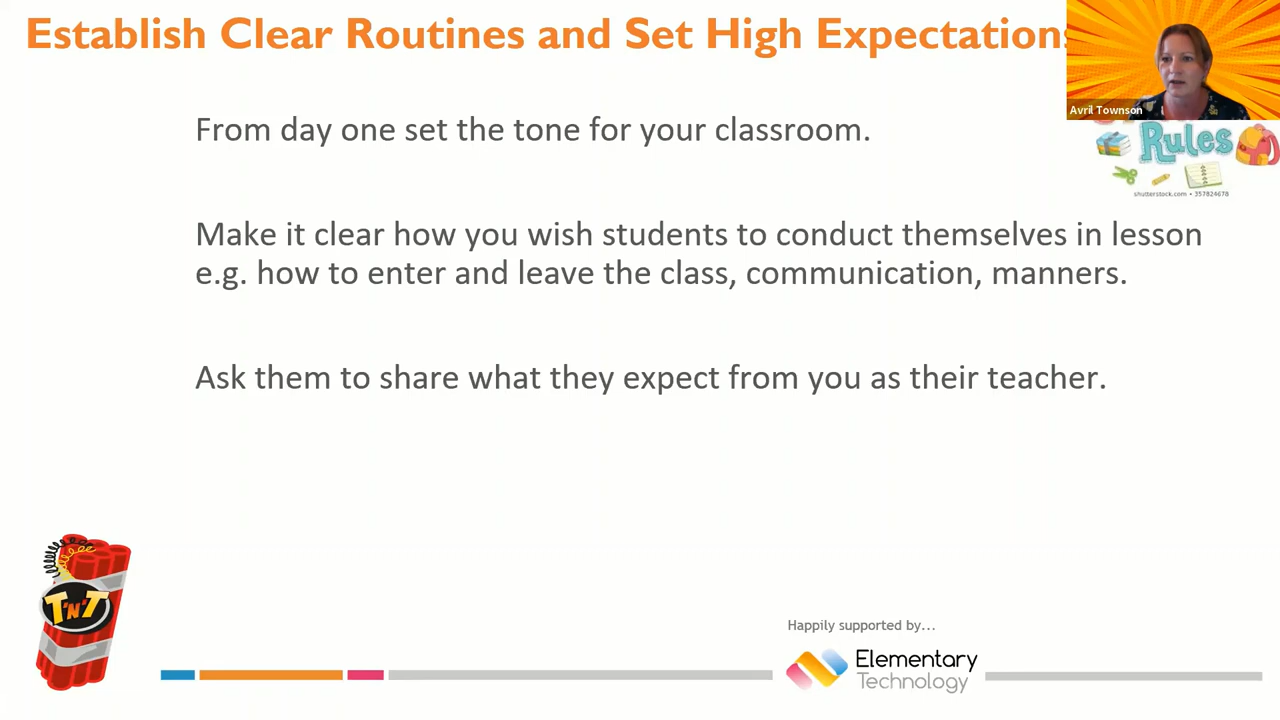 Establish Clear Routines and Set High Expectations
Avril Townson
Rules
shutterstock.com • 357824678
From day one set the tone for your classroom.
Make it clear how you wish students to conduct themselves in lesson
e.g. how to enter and leave the class, communication, manners.
Ask them to share what they expect from you as their teacher.
T'N'T
Happily supported by...
Elementary
Technology